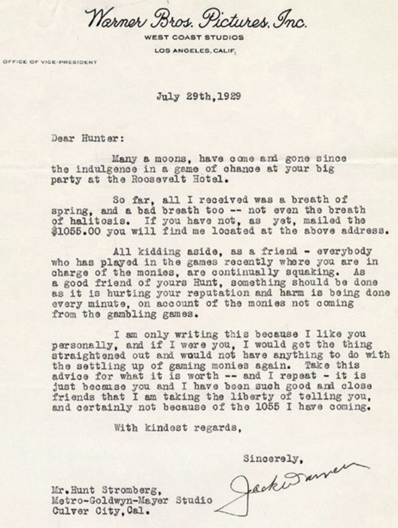 Warner Bros. Pictures, Inc.
WEST COAST STUDIOS
LOS ANGELES, CALIF.
OFFICE OF VICE-PRESIDENT
July 29th,1929
Dear Hunter:
Many a moons, have come and gone since
the indulgence in a game of chance at your big
party at the Roosevelt Hotel.
So far, all I received was a breath of
spring, and a bad breath too -- not even the breath
of halitosis. If you have not, as yet, mailed the
$1055.00 you will find me located at the above address.
All kidding aside, as a friend - everybody
who has played in the games recently where you are in
charge of the monies, are continually squaking. As
a good friend of yours Hunt, something should be done
as it is hurting your reputation and harm is being done
every minute, on account of the monies not coming
from the gambling games.
I am only writing this because I like you
personally, and if I were you, I would get the thing
straightened out and would not have anything to do with
the settling up of gaming monies again. Take this
advice for what it is worth -- and I repeat - it is
just because you and I have been such good and close
friends that I am taking the liberty of telling you,
and certainly not because of the 1055 I have coming.
With kindest regards,
Sincerely,
Jack Warner
Mr.Hunt Stromberg,
Metro-Goldwyn-Mayer Studio
Culver City,Cal.